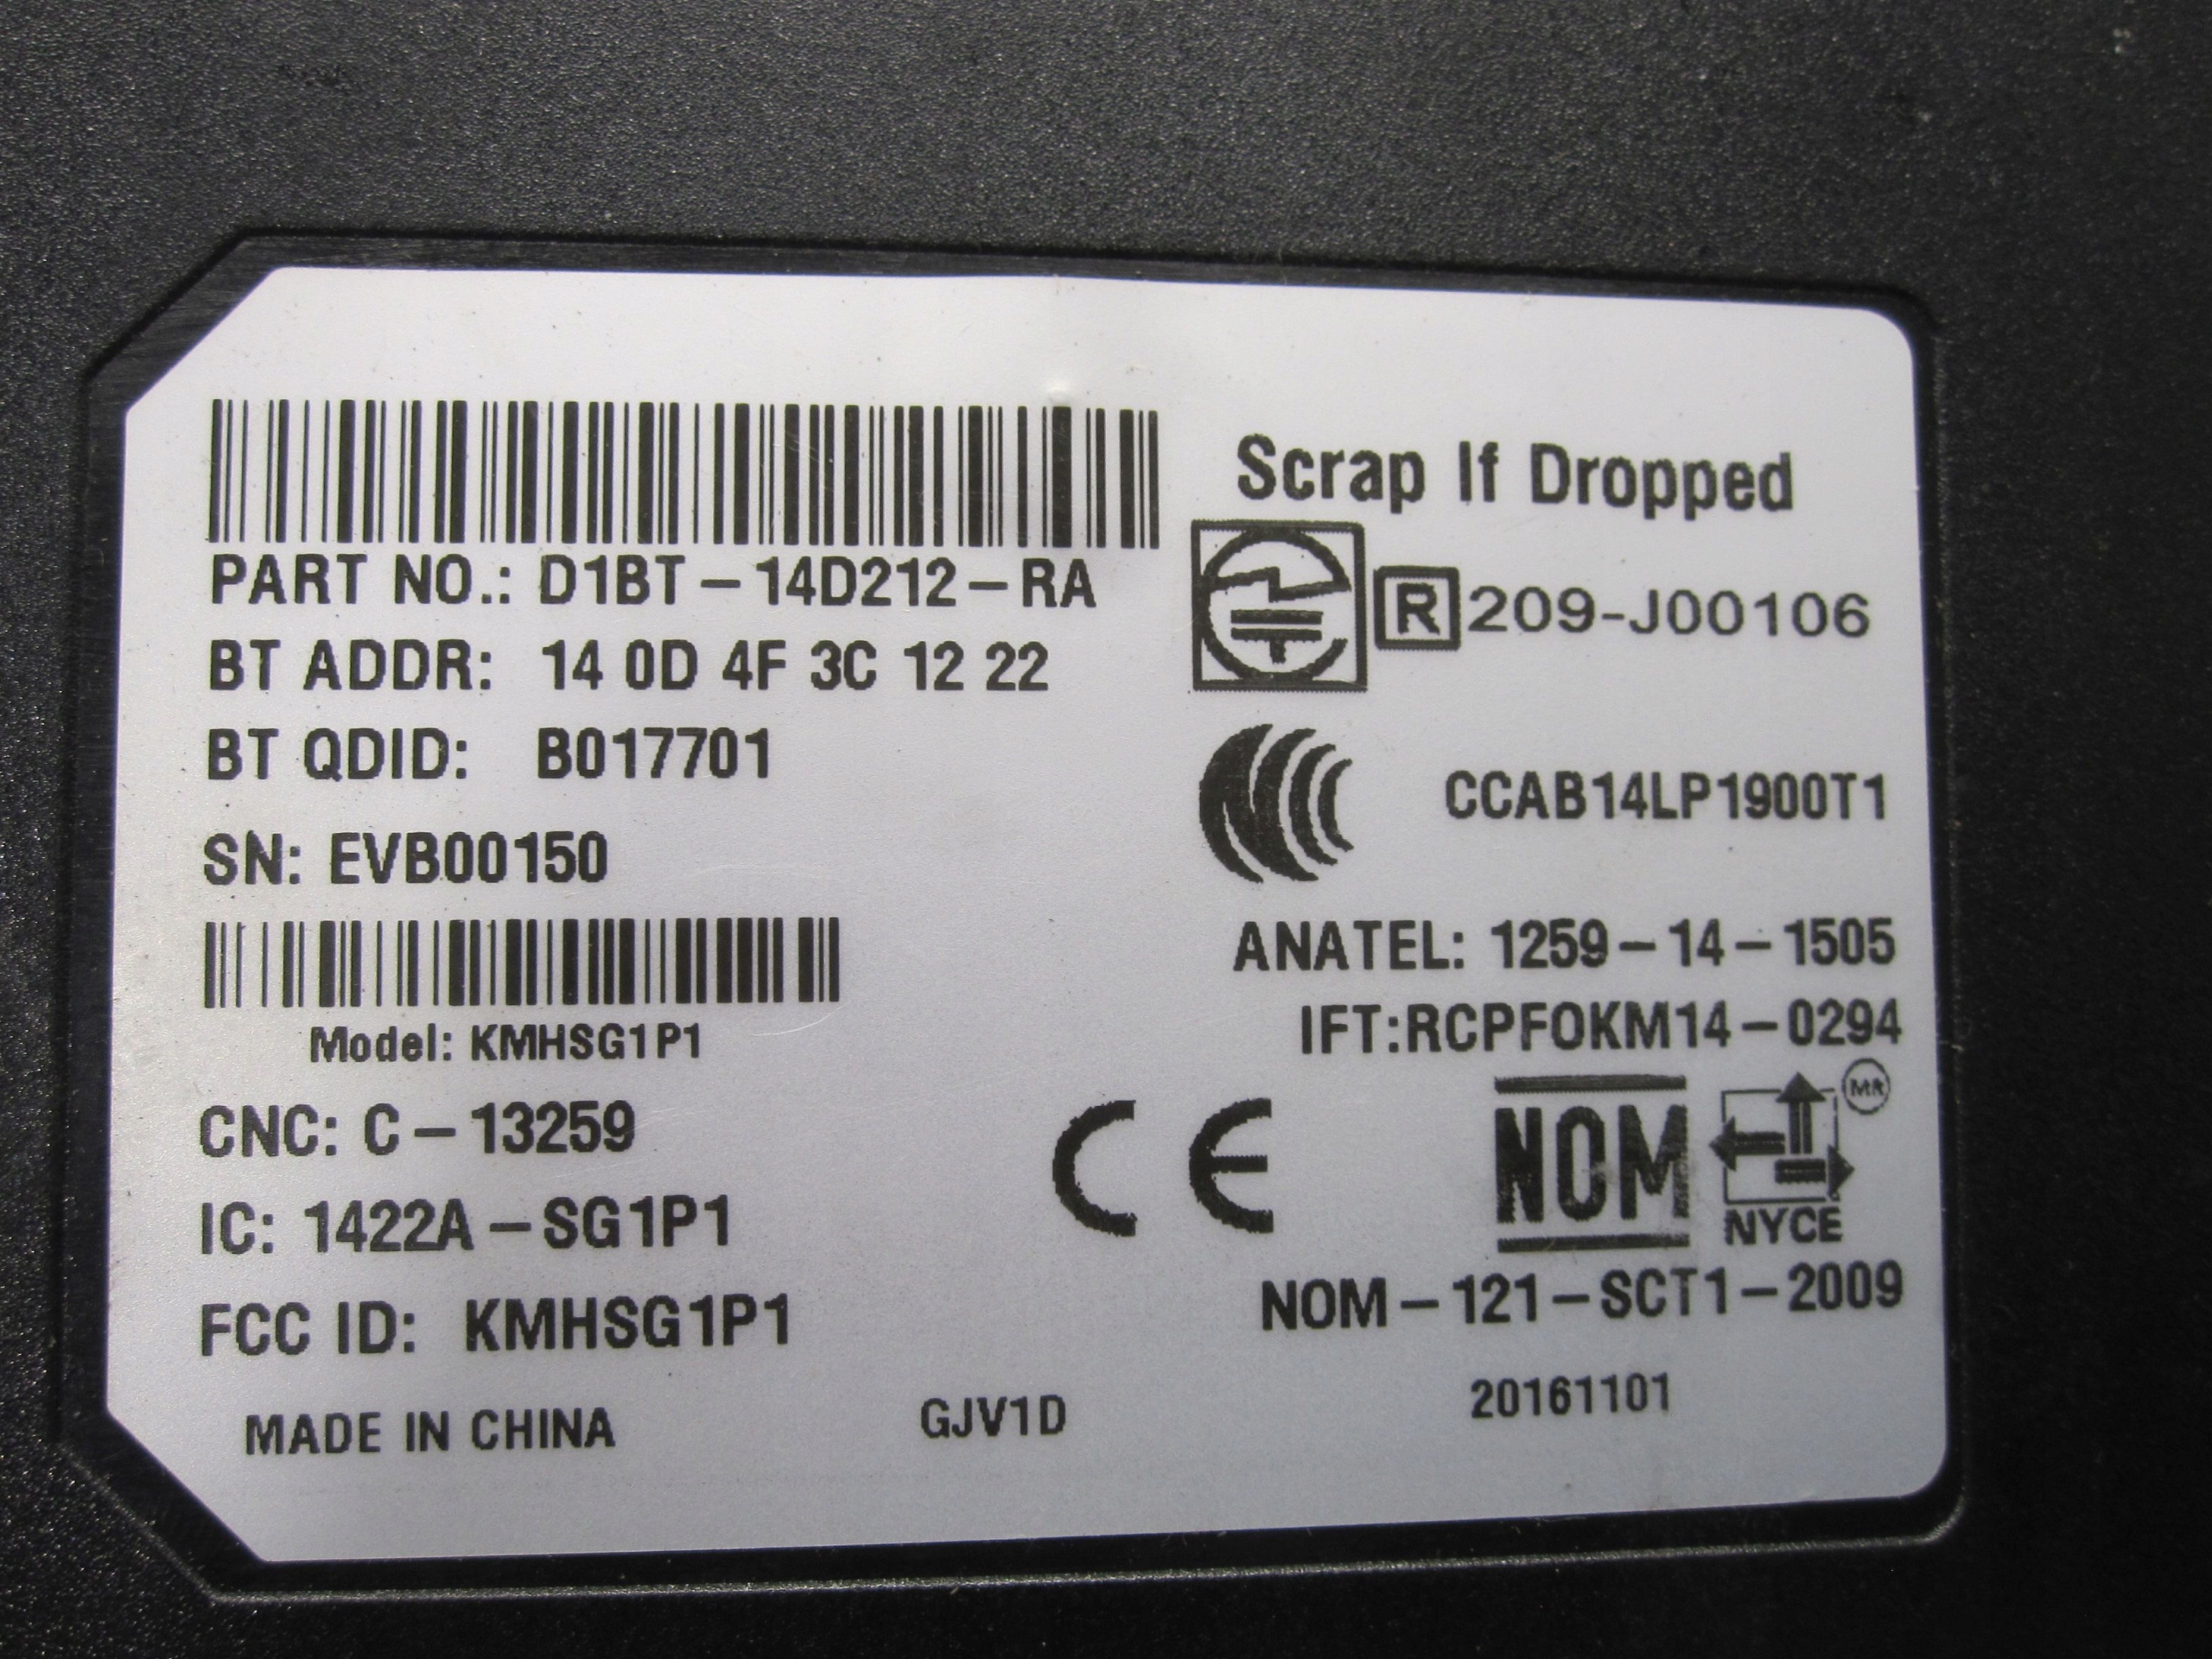 PART NO.: D1BT-14D212-RA
BT ADDR: 14 0D 4F 3C 12 22
BT QDID: B017701
SN: EVB00150
Model: KMHSG1P1
CNC: C-13259
IC: 1422A-SG1P1
FCC ID: KMHSG1P1
MADE IN CHINA
GJV1D
Scrap If Dropped
R 209-J00106
CCAB14LP1900T1
ANATEL: 1259-14-1505
IFT:RCPFOKM14-0294
CE
NOM
NYCE
NOM-121-SCT1-2009
20161101